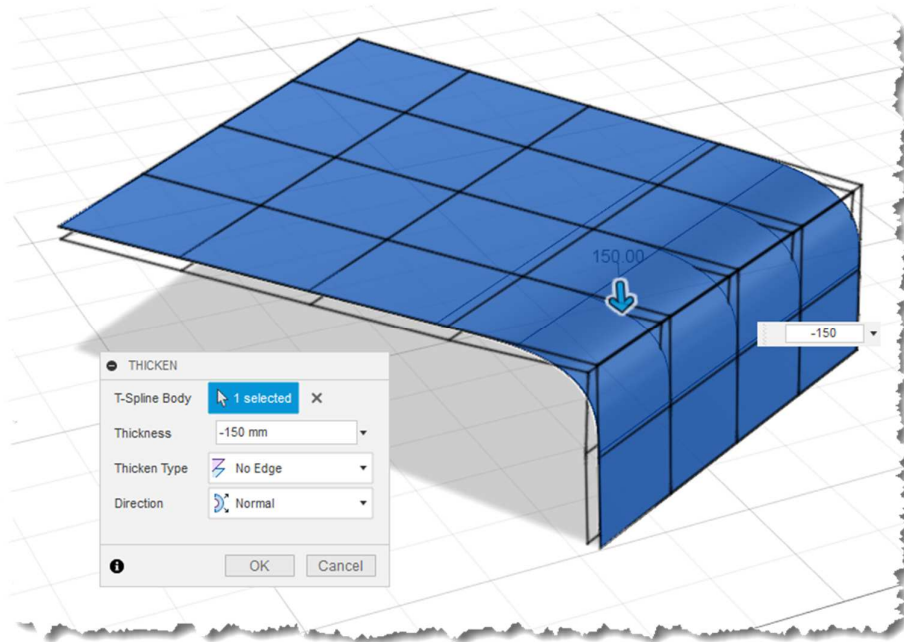 150.00
-150
THICKEN
T-Spline Body 1 selected
Thickness -150 mm
Thicken Type No Edge
Direction Normal
OK Cancel